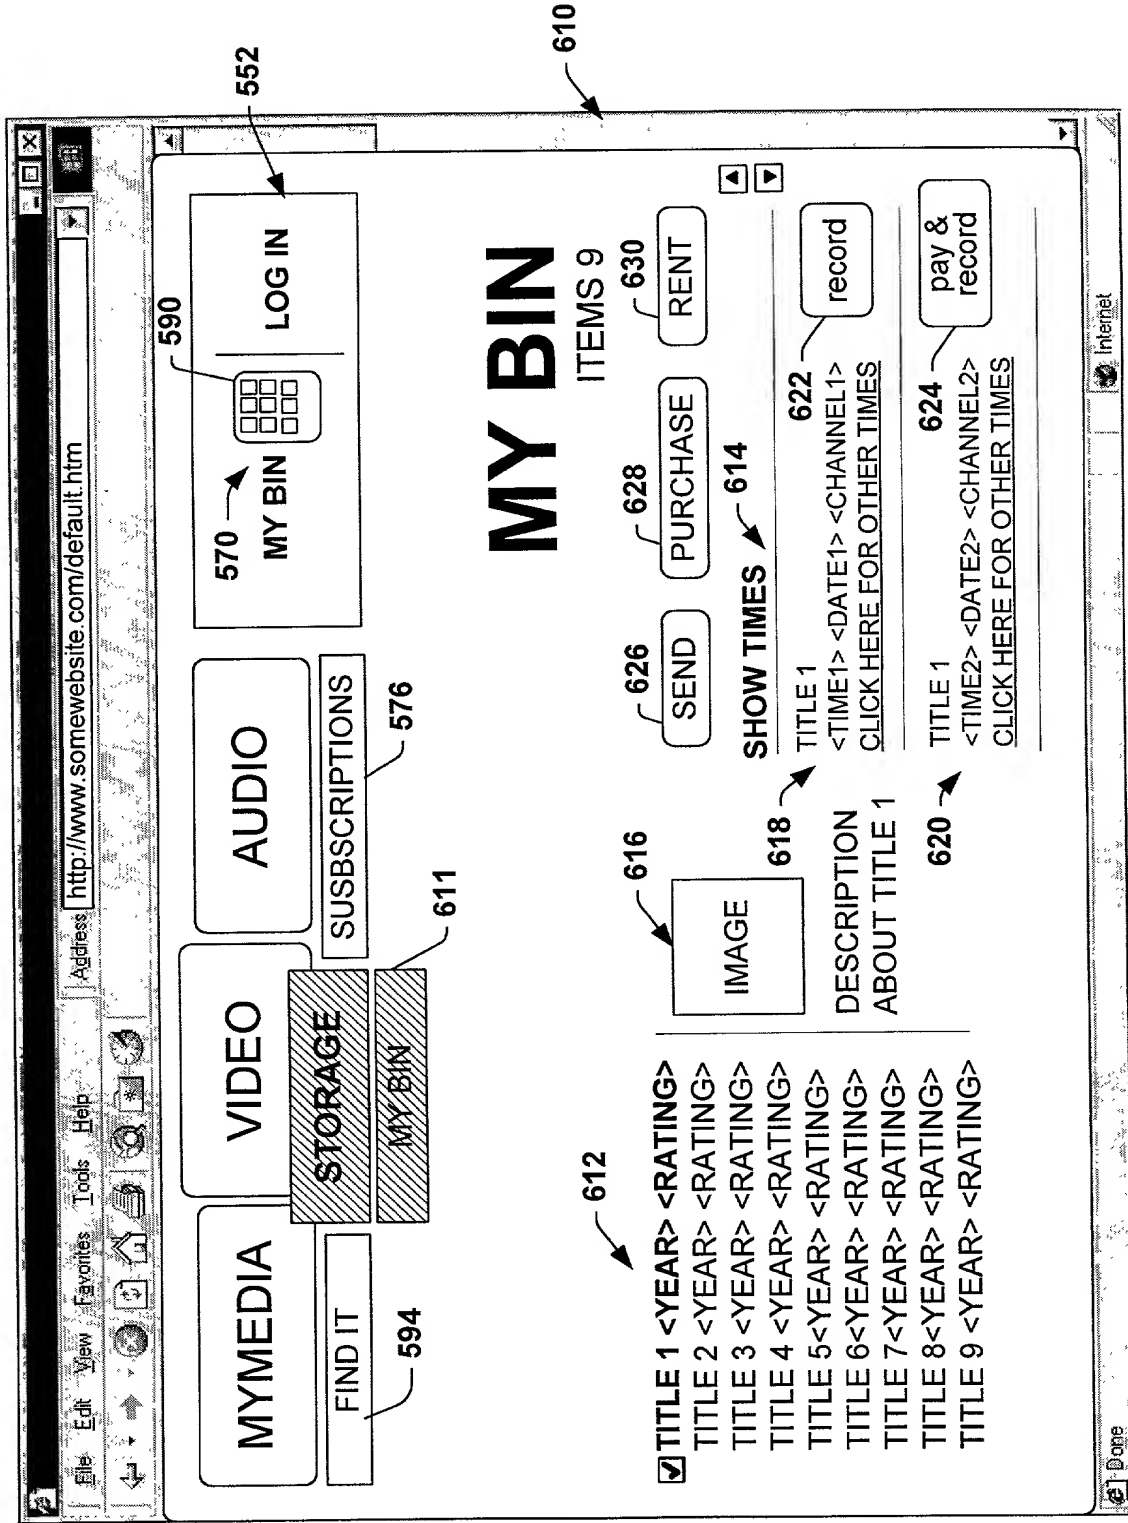 File Edit View Favorites Tools Help
Address http://www.somewebsite.com/default.htm
MYMEDIA
VIDEO
AUDIO
FIND IT
STORAGE
SUSBSCRIPTIONS
MY BIN
594
611
576
570
MY BIN
590
LOG IN
552
610
MY BIN
ITEMS 9
612
TITLE 1 <YEAR> <RATING>
TITLE 2 <YEAR> <RATING>
TITLE 3 <YEAR> <RATING>
TITLE 4 <YEAR> <RATING>
TITLE 5<YEAR> <RATING>
TITLE 6<YEAR> <RATING>
TITLE 7<YEAR> <RATING>
TITLE 8<YEAR> <RATING>
TITLE 9 <YEAR> <RATING>
616
IMAGE
DESCRIPTION
ABOUT TITLE 1
626
SEND
628
PURCHASE
630
RENT
SHOW TIMES
614
618
TITLE 1
<TIME1> <DATE1> <CHANNEL1>
CLICK HERE FOR OTHER TIMES
622
record
620
TITLE 1
<TIME2> <DATE2> <CHANNEL2>
CLICK HERE FOR OTHER TIMES
624
pay &
record
Done
Internet